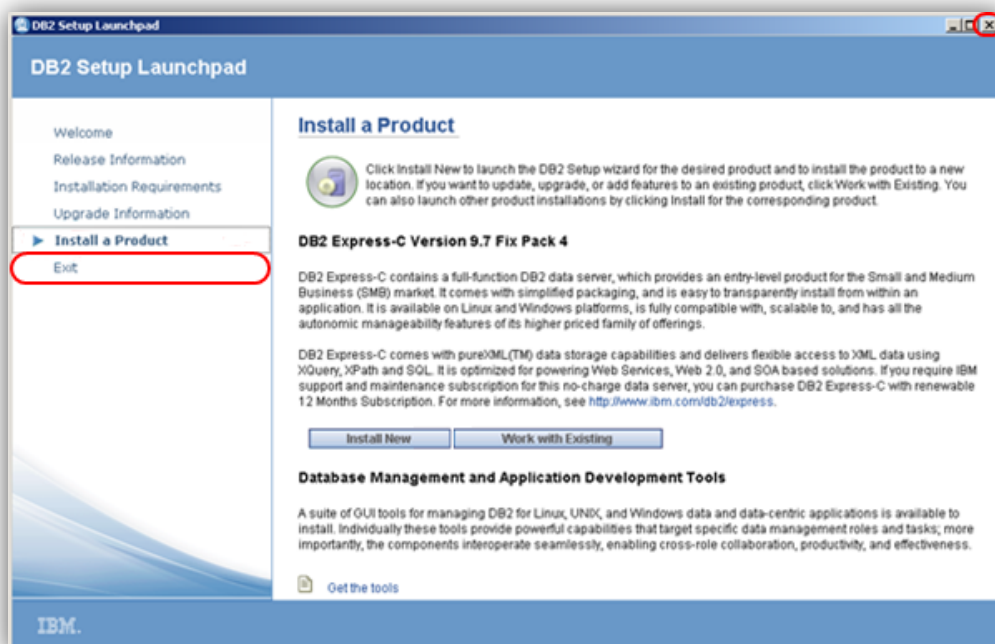 DB2 Setup Launchpad
DB2 Setup Launchpad
Welcome
Release Information
Installation Requirements
Upgrade Information
Install a Product
Exit
Install a Product
Click Install New to launch the DB2 Setup wizard for the desired product and to install the product to a new
location. If you want to update, upgrade, or add features to an existing product, click Work with Existing. You
can also launch other product installations by clicking Install for the corresponding product.
DB2 Express-C Version 9.7 Fix Pack 4
DB2 Express-C contains a full-function DB2 data server, which provides an entry-level product for the Small and Medium
Business (SMB) market. It comes with simplified packaging, and is easy to transparently install from within an
application. It is available on Linux and Windows platforms, is fully compatible with, scalable to, and has all the
autonomic manageability features of its higher priced family of offerings.
DB2 Express-C comes with pureXML(TM) data storage capabilities and delivers flexible access to XML data using
XQuery, XPath and SQL. It is optimized for powering Web Services, Web 2.0, and SOA based solutions. If you require IBM
support and maintenance subscription for this no-charge data server, you can purchase DB2 Express-C with renewable
12 Months Subscription. For more information, see http://www.ibm.com/db2/express.
Install New
Work with Existing
Database Management and Application Development Tools
A suite of GUI tools for managing DB2 for Linux, UNIX, and Windows data and data-centric applications is available to
install. Individually these tools provide powerful capabilities that target specific data management roles and tasks; more
importantly, the components interoperate seamlessly, enabling cross-role collaboration, productivity, and effectiveness.
Get the tools
IBM.